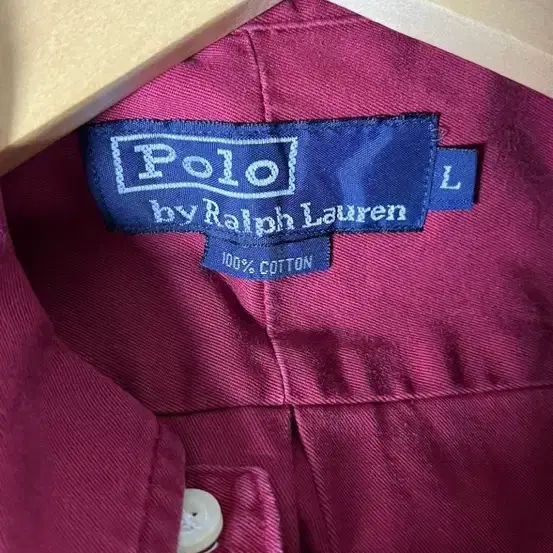 Polo
by Ralph Lauren
L
100% COTTON